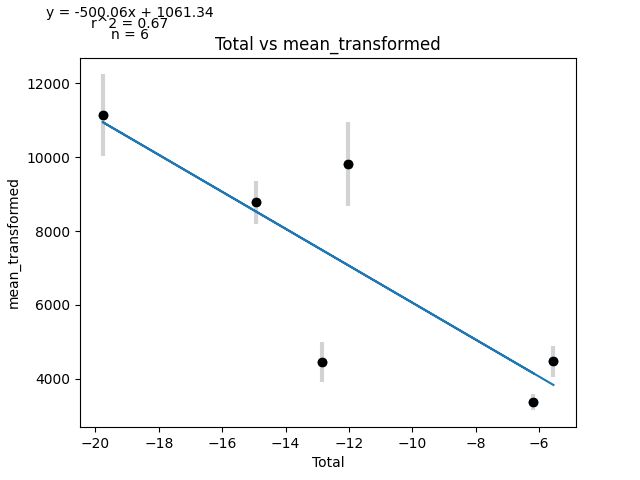 y = -500.06x + 1061.34
r^2 = 0.67
n = 6
Total vs mean_transformed
12000
10000
8000
6000
4000
mean_transformed
−20 −18 −16 −14 −12 −10 −8 −6
Total